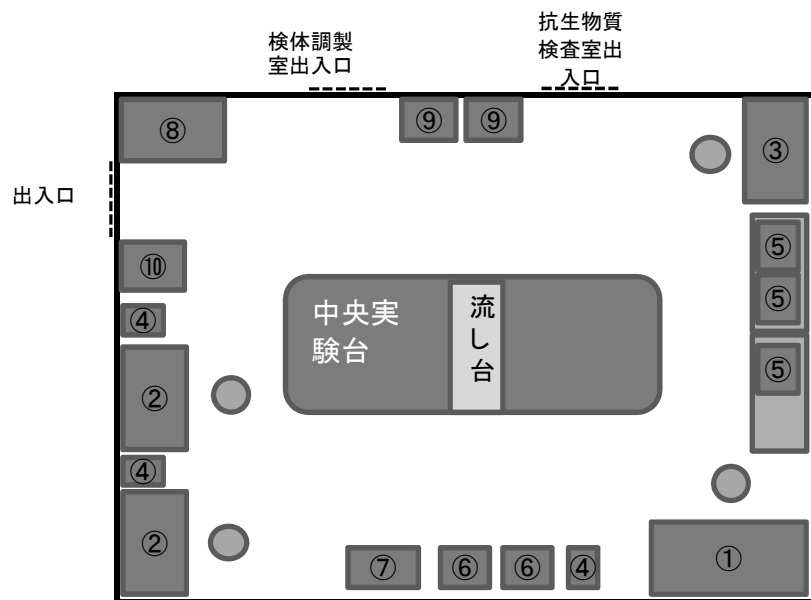 検体調製
室出入口
抗生物質
検査室出
入口
出入口
⑧
⑨
⑨
③
⑩
④
②
④
②
中央実
験台
流し台
⑤
⑤
⑤
⑦
⑥
⑥
④
①